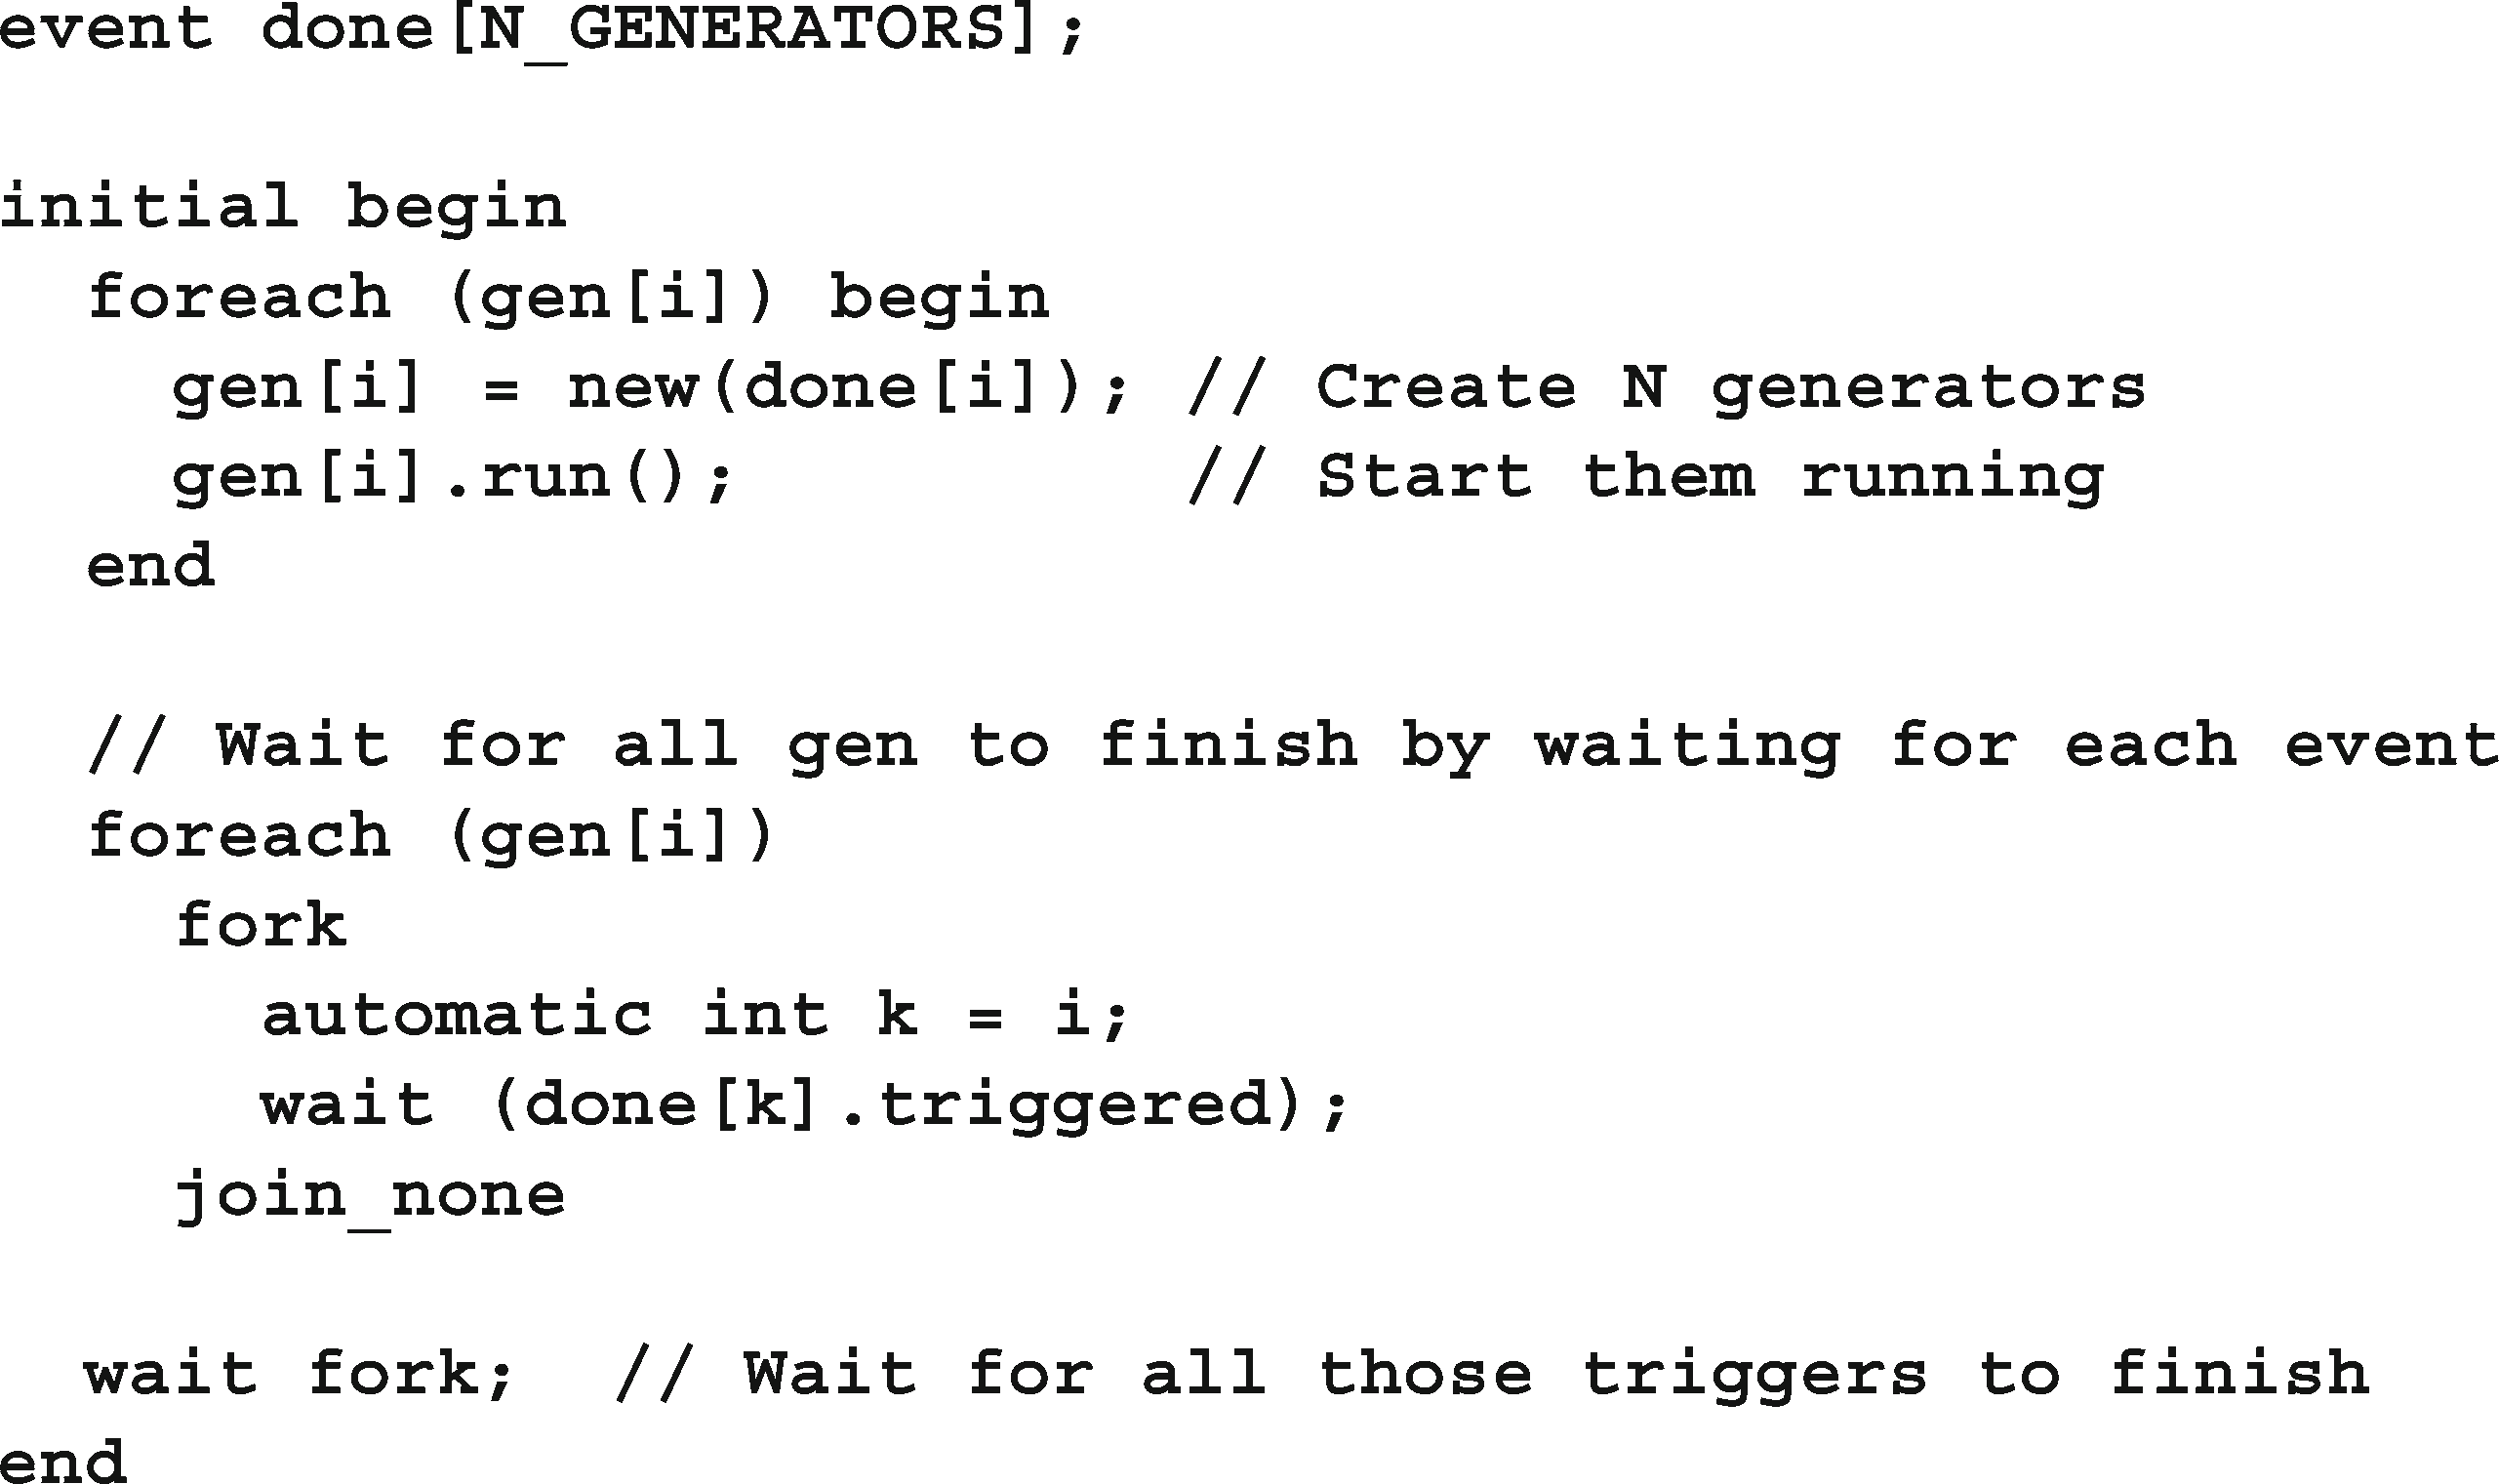 event done[N_GENERATORS];

initial begin
  foreach (gen[i]) begin
    gen[i] = new(done[i]); // Create N generators
    gen[i].run();          // Start them running
  end

  // Wait for all gen to finish by waiting for each event
  foreach (gen[i])
    fork
      automatic int k = i;
      wait (done[k].triggered);
    join_none

  wait fork;  // Wait for all those triggers to finish
end